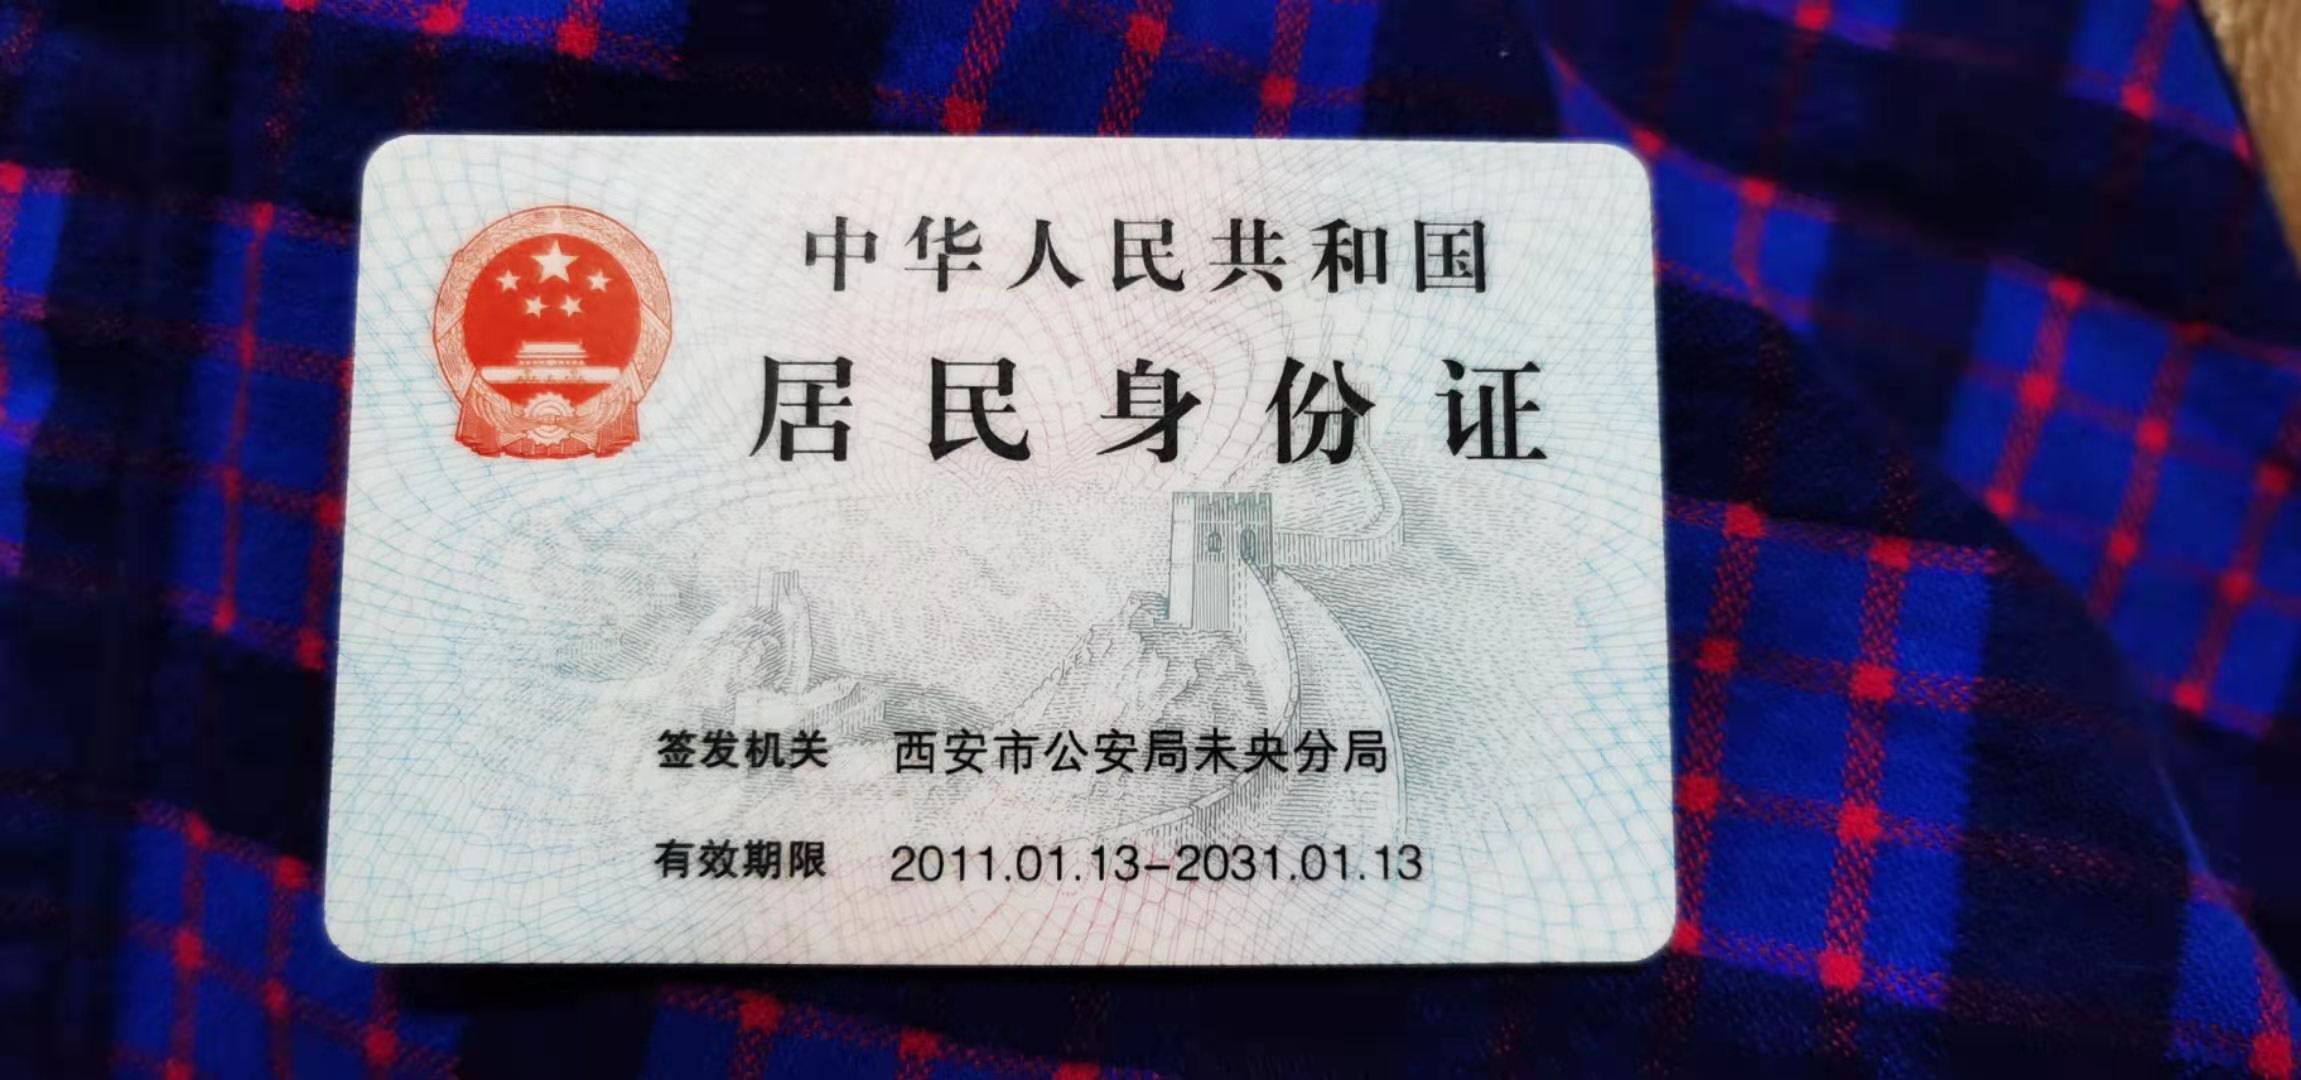 中华人民共和国
居民身份证
签发机关 西安市公安局未央分局
有效期限 2011.01.13-2031.01.13